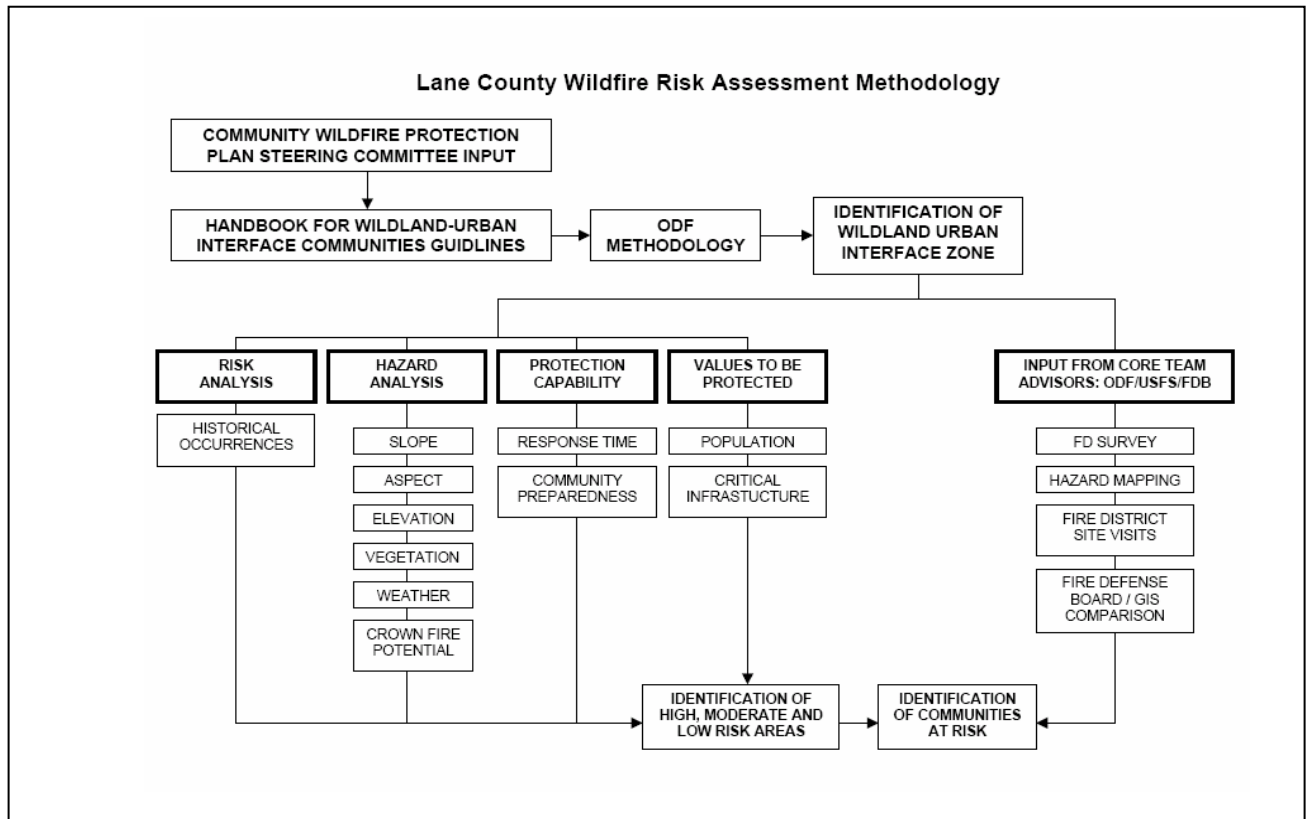 Lane County Wildfire Risk Assessment Methodology
COMMUNITY WILDFIRE PROTECTION
PLAN STEERING COMMITTEE INPUT
HANDBOOK FOR WILDLAND-URBAN
INTERFACE COMMUNITIES GUIDLINES
ODF
METHODOLOGY
IDENTIFICATION OF
WILDLAND URBAN
INTERFACE ZONE
RISK
ANALYSIS
HISTORICAL
OCCURRENCES
HAZARD
ANALYSIS
SLOPE
ASPECT
ELEVATION
VEGETATION
WEATHER
CROWN FIRE
POTENTIAL
PROTECTION
CAPABILITY
RESPONSE TIME
COMMUNITY
PREPAREDNESS
VALUES TO BE
PROTECTED
POPULATION
CRITICAL
INFRASTUCTURE
INPUT FROM CORE TEAM
ADVISORS: ODF/USFS/FDB
FD SURVEY
HAZARD MAPPING
FIRE DISTRICT
SITE VISITS
FIRE DEFENSE
BOARD / GIS
COMPARISON
IDENTIFICATION OF
HIGH, MODERATE AND
LOW RISK AREAS
IDENTIFICATION
OF COMMUNITIES
AT RISK